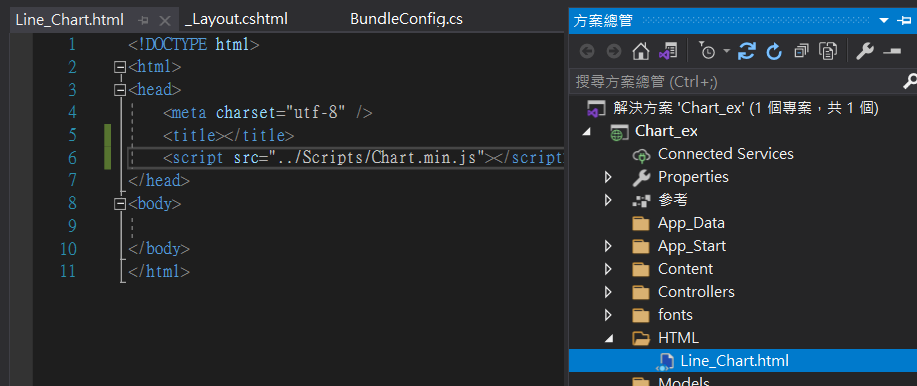 Line_Chart.html
_Layout.cshtml
BundleConfig.cs
1 <!DOCTYPE html>
2 <html>
3 <head>
4 <meta charset="utf-8" />
5 <title></title>
6 <script src="../Scripts/Chart.min.js"></script
7 </head>
8 <body>
9
10 </body>
11 </html>
方案總管
搜尋方案總管 (Ctrl+;)
解決方案 'Chart_ex' (1 個專案，共 1 個)
Chart_ex
Connected Services
Properties
參考
App_Data
App_Start
Content
Controllers
fonts
HTML
Line_Chart.html
Models